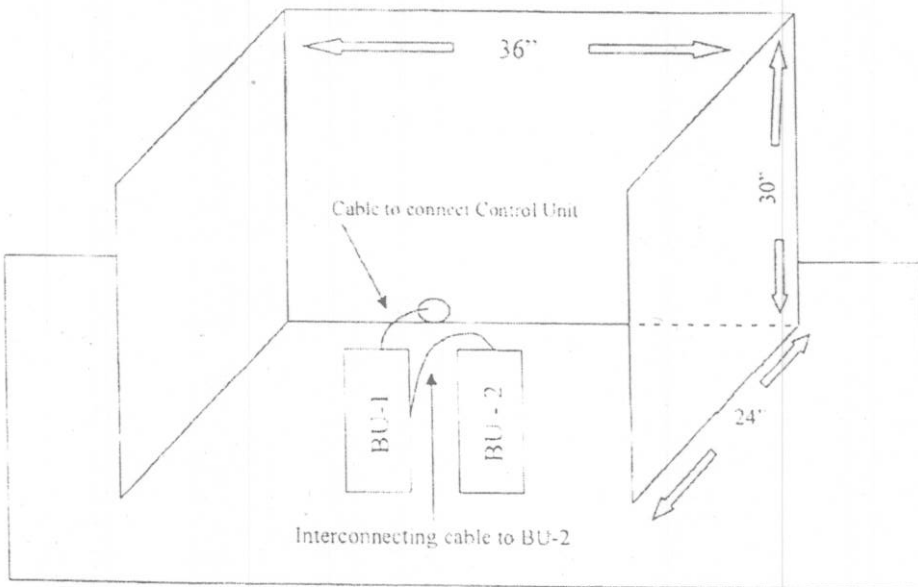 36”
30”
Cable to connect Control Unit
BU-1
BU - 2
24"
Interconnecting cable to BU-2